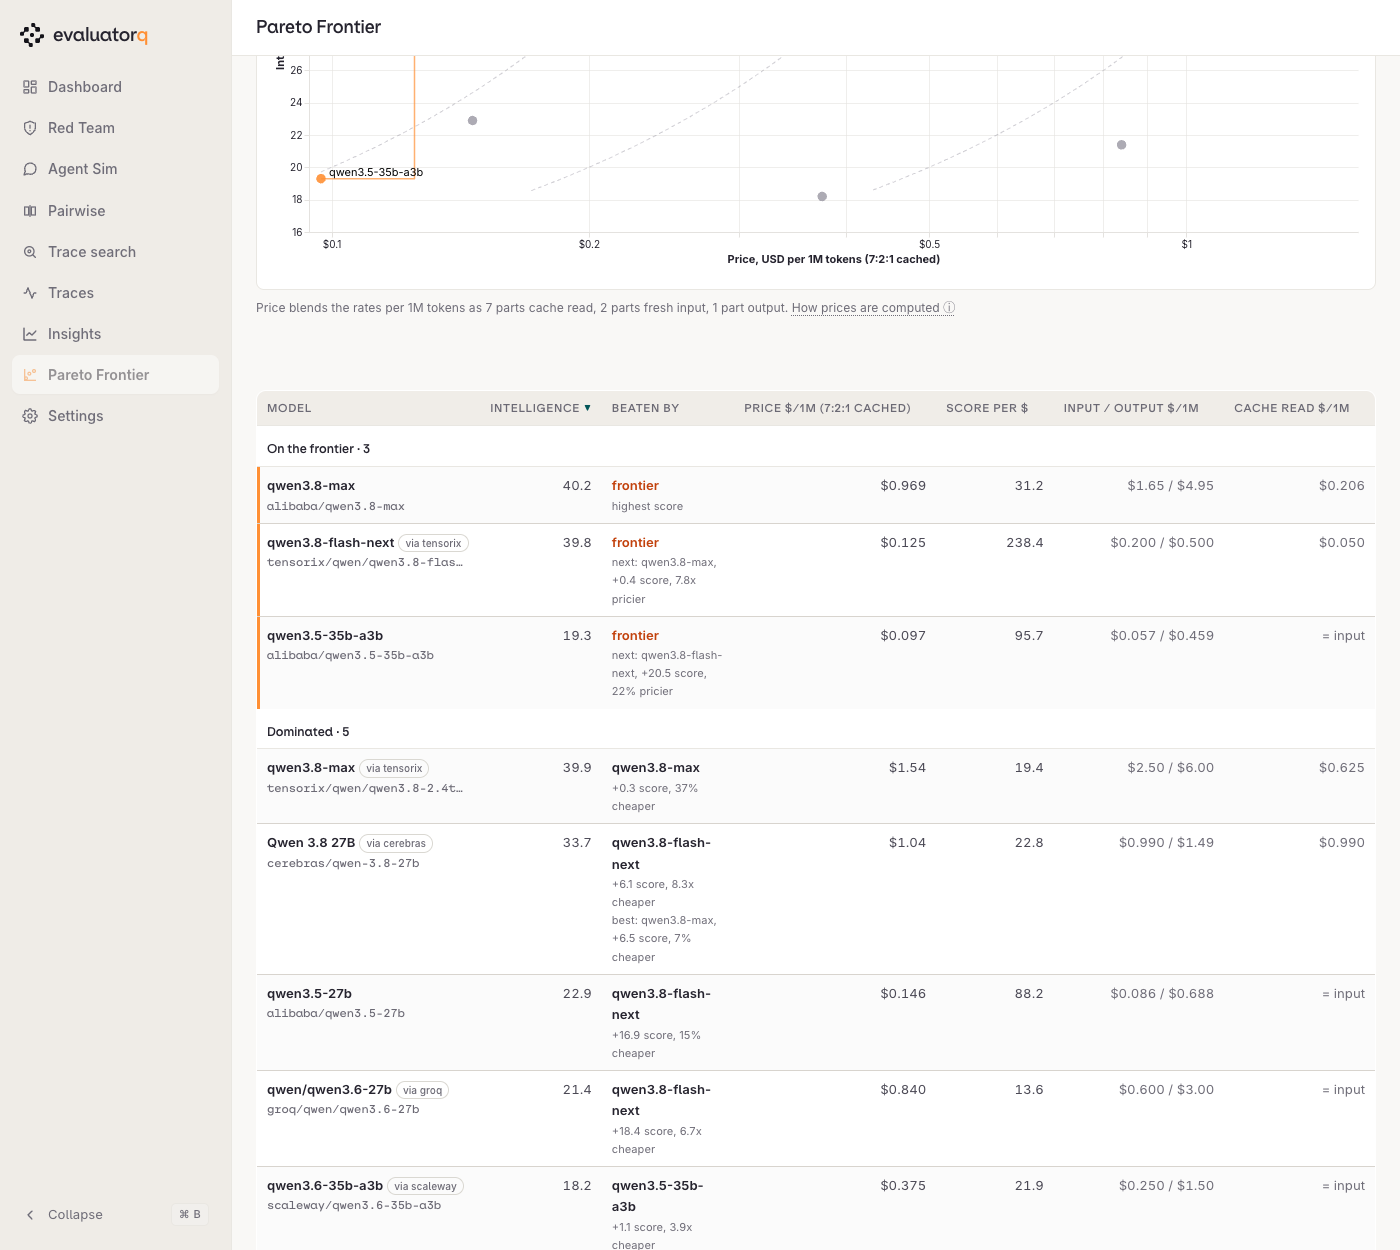 evaluatorq
Pareto Frontier
Dashboard
Red Team
Agent Sim
Pairwise
Trace search
Traces
Insights
Pareto Frontier
Settings
Collapse
⌘ B
Int
26
24
22
20
18
16
qwen3.5-35b-a3b
$0.1
$0.2
$0.5
$1
Price, USD per 1M tokens (7:2:1 cached)
Price blends the rates per 1M tokens as 7 parts cache read, 2 parts fresh input, 1 part output. How prices are computed ⓘ
MODEL INTELLIGENCE ▼ BEATEN BY PRICE $/1M (7:2:1 CACHED) SCORE PER $ INPUT / OUTPUT $/1M CACHE READ $/1M
On the frontier · 3
qwen3.8-max 40.2 frontier $0.969 31.2 $1.65 / $4.95 $0.206
alibaba/qwen3.8-max highest score
qwen3.8-flash-next via tensorix 39.8 frontier $0.125 238.4 $0.200 / $0.500 $0.050
tensorix/qwen/qwen3.8-flas… next: qwen3.8-max,
+0.4 score, 7.8x
pricier
qwen3.5-35b-a3b 19.3 frontier $0.097 95.7 $0.057 / $0.459 = input
alibaba/qwen3.5-35b-a3b next: qwen3.8-flash-
next, +20.5 score,
22% pricier
Dominated · 5
qwen3.8-max via tensorix 39.9 qwen3.8-max $1.54 19.4 $2.50 / $6.00 $0.625
tensorix/qwen/qwen3.8-2.4t… +0.3 score, 37%
cheaper
Qwen 3.8 27B via cerebras 33.7 qwen3.8-flash- $1.04 22.8 $0.990 / $1.49 $0.990
cerebras/qwen-3.8-27b next
+6.1 score, 8.3x
cheaper
best: qwen3.8-max,
+6.5 score, 7%
cheaper
qwen3.5-27b 22.9 qwen3.8-flash- $0.146 88.2 $0.086 / $0.688 = input
alibaba/qwen3.5-27b next
+16.9 score, 15%
cheaper
qwen/qwen3.6-27b via groq 21.4 qwen3.8-flash- $0.840 13.6 $0.600 / $3.00 = input
groq/qwen/qwen3.6-27b next
+18.4 score, 6.7x
cheaper
qwen3.6-35b-a3b via scaleway 18.2 qwen3.5-35b- $0.375 21.9 $0.250 / $1.50 = input
scaleway/qwen3.6-35b-a3b a3b
+1.1 score, 3.9x
cheaper